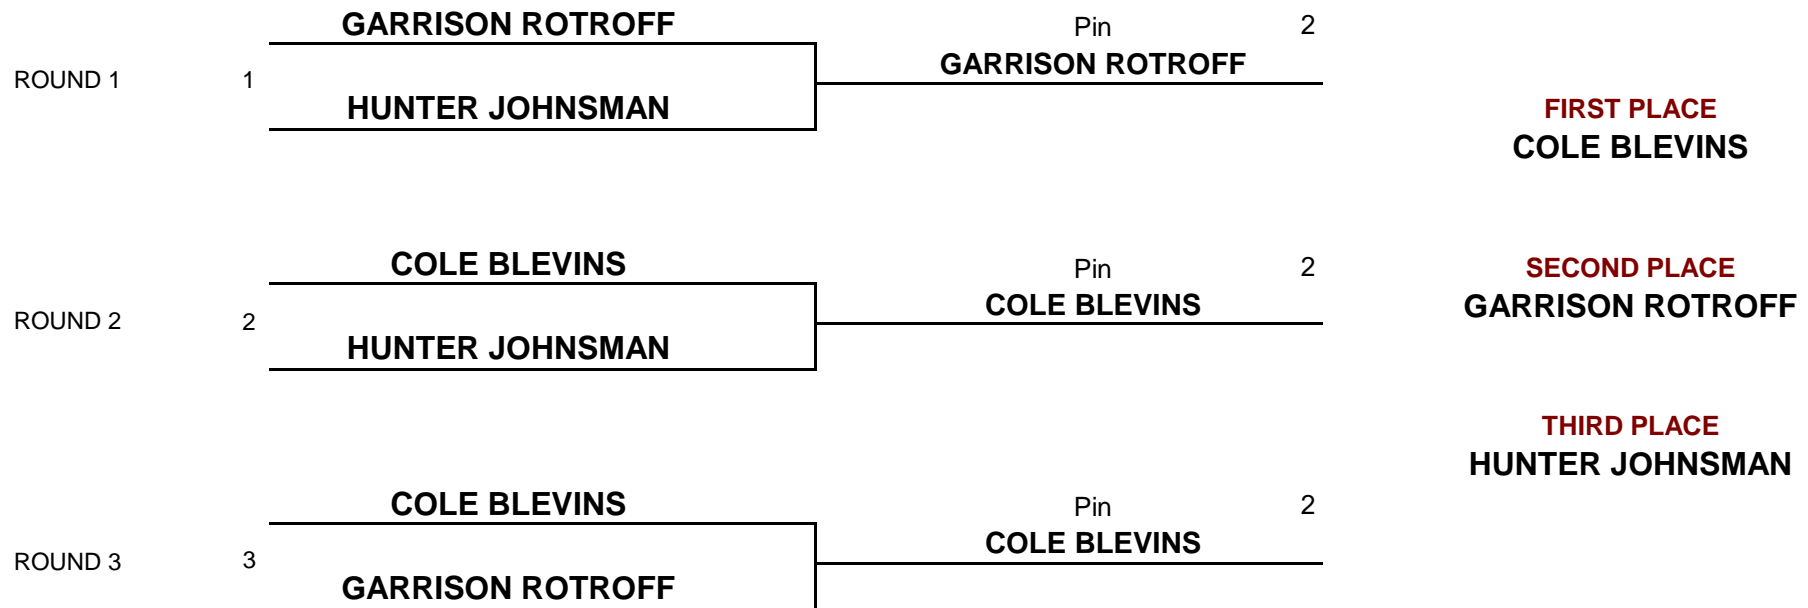 GARRISON ROTROFF
Pin 2
GARRISON ROTROFF
ROUND 1 1
HUNTER JOHNSMAN
FIRST PLACE
COLE BLEVINS
COLE BLEVINS
Pin 2
SECOND PLACE
COLE BLEVINS
GARRISON ROTROFF
ROUND 2 2
HUNTER JOHNSMAN
THIRD PLACE
HUNTER JOHNSMAN
COLE BLEVINS
Pin 2
COLE BLEVINS
ROUND 3 3
GARRISON ROTROFF